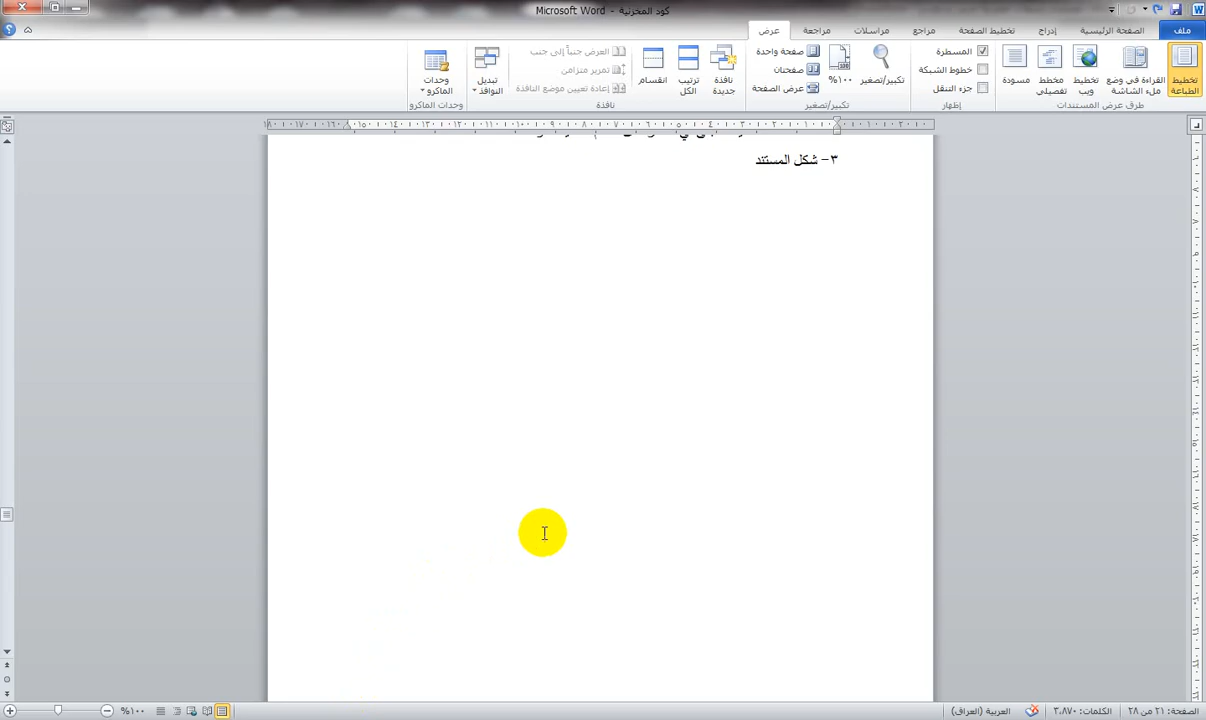 كود المخزنية - Microsoft Word
ملف
الصفحة الرئيسية
إدراج
تخطيط الصفحة
مراجع
مراسلات
مراجعة
عرض
تخطيط الطباعة
القراءة في وضع ملء الشاشة
تخطيط ويب
مخطط تفصيلي
مسودة
طرق عرض المستندات
المسطرة
خطوط الشبكة
جزء التنقل
إظهار
تكبير/تصغير
١٠٠%
صفحة واحدة
صفحتان
عرض الصفحة
تكبير/تصغير
نافذة جديدة
ترتيب الكل
انقسام
العرض جنباً إلى جنب
تمرير متزامن
إعادة تعيين موضع النافذة
نافذة
تبديل النوافذ
وحدات الماكرو
وحدات الماكرو
٣- شكل المستند
الصفحة: ٢١ من ٢٨
الكلمات: ٣،٨٧٠
العربية (العراق)
١٠٠%